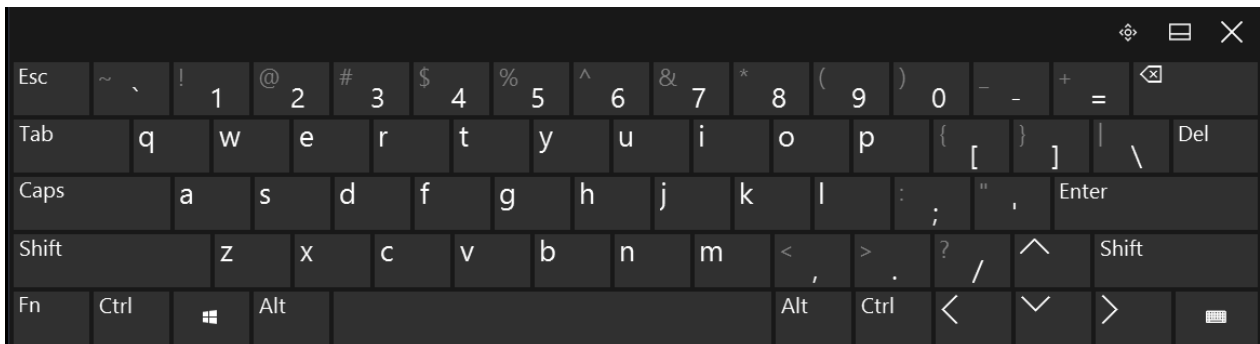 Esc ~ ` ! 1 @ 2 # 3 $ 4 % 5 ^ 6 & 7 * 8 ( 9 ) 0 _ - + =
Tab q w e r t y u i o p { [ } ] | \ Del
Caps a s d f g h j k l : ; " ' Enter
Shift z x c v b n m < , > . ? / Shift
Fn Ctrl Alt Alt Ctrl